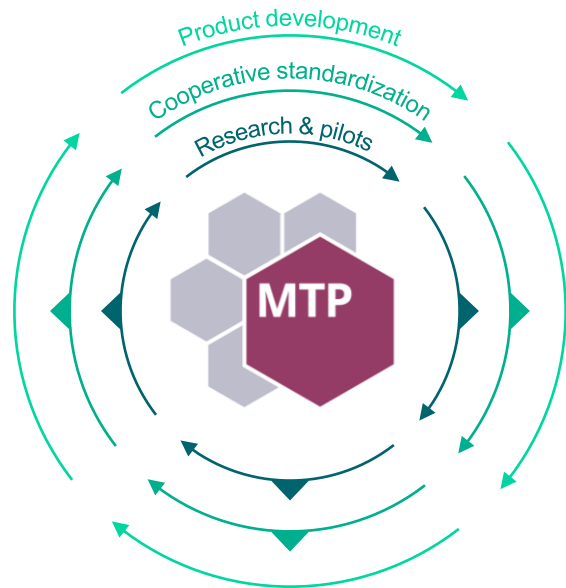 Product development
Cooperative standardization
Research & pilots
MTP